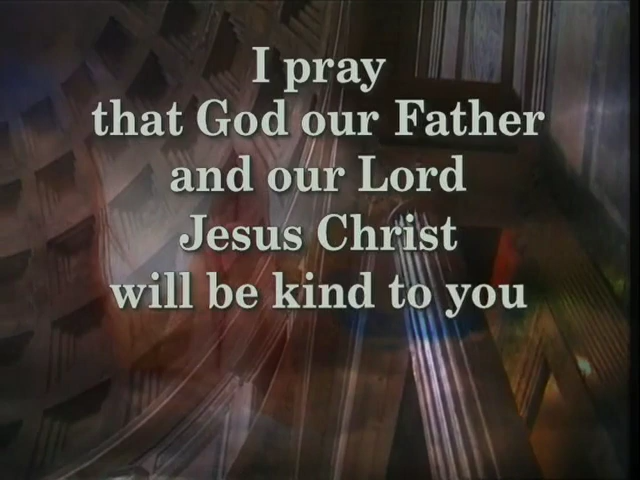 I pray
that God our Father
and our Lord
Jesus Christ
will be kind to you